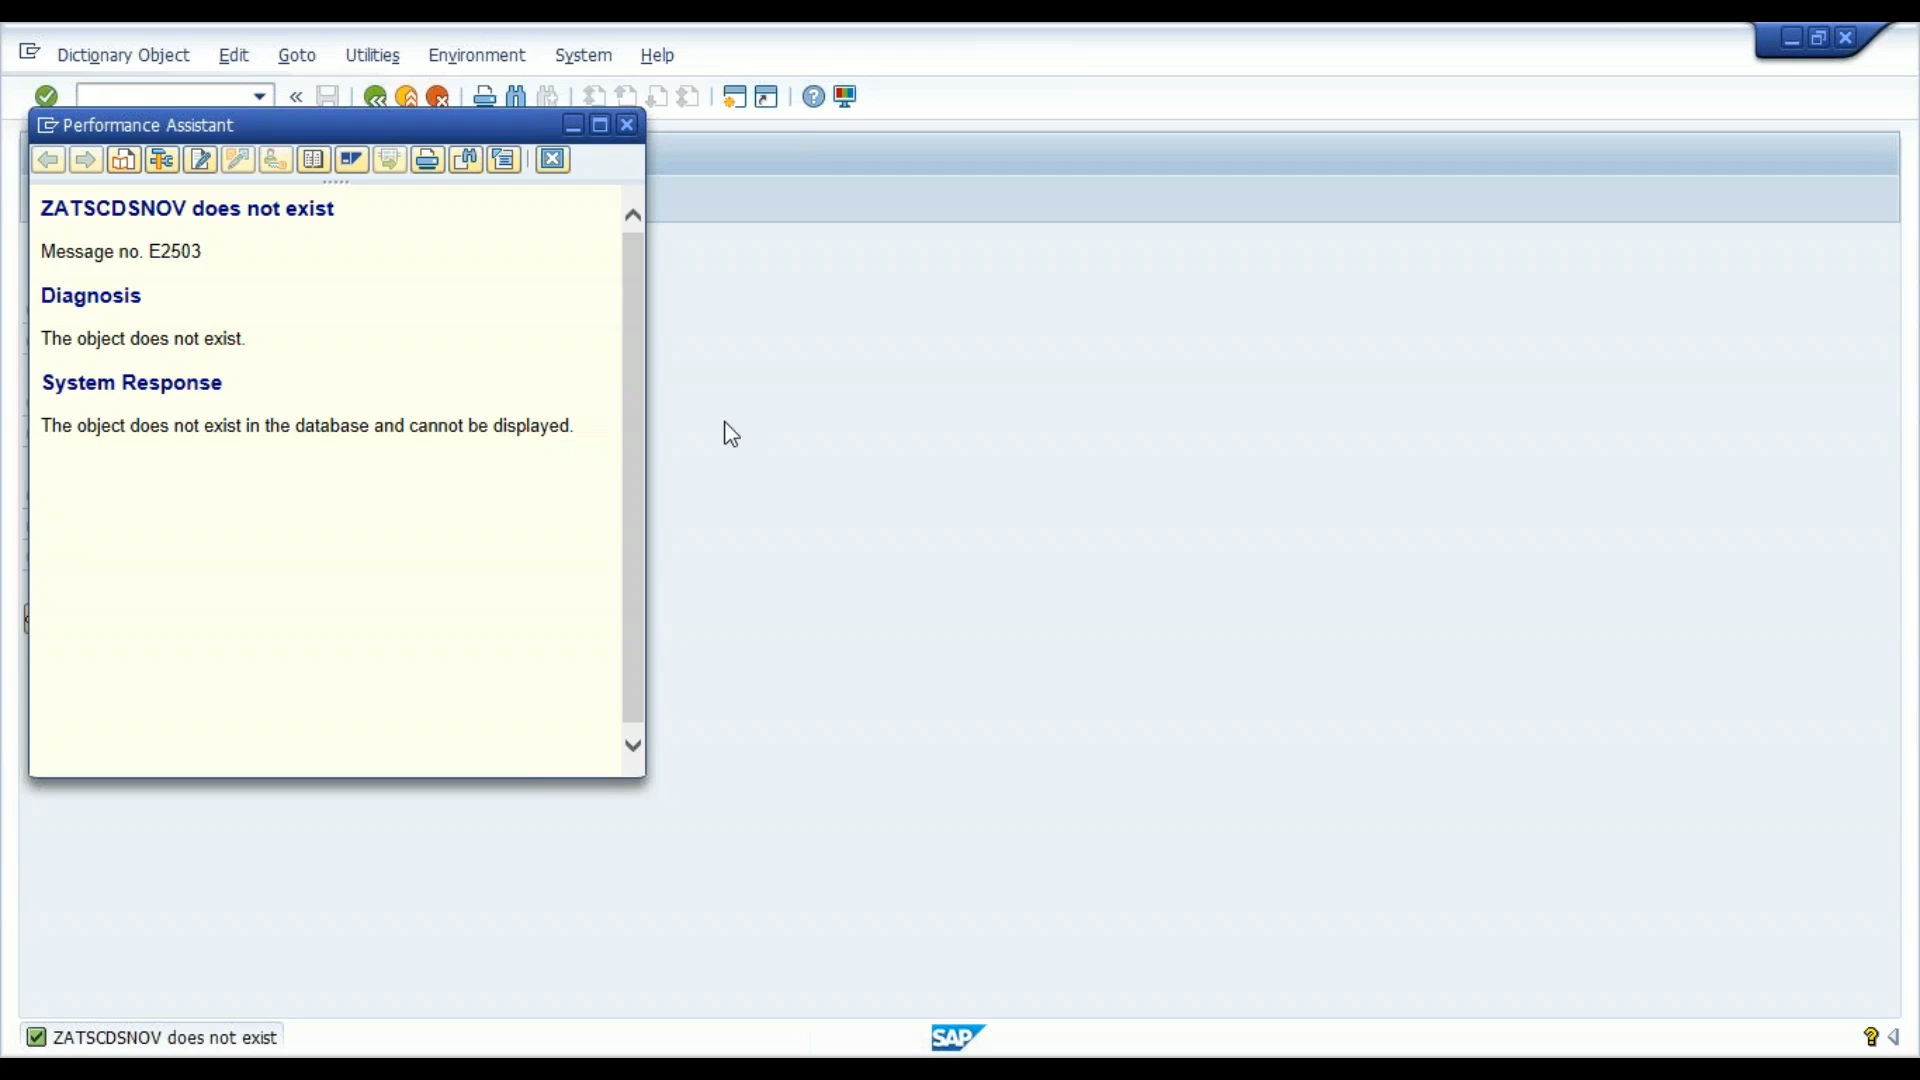 Dictionary Object Edit Goto Utilities Environment System Help
Performance Assistant
ZATSCDSNOV does not exist
Message no. E2503
Diagnosis
The object does not exist.
System Response
The object does not exist in the database and cannot be displayed.
ZATSCDSNOV does not exist
SAP